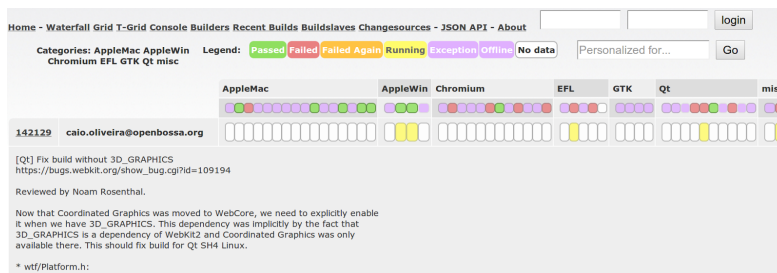 Home - Waterfall Grid T-Grid Console Builders Recent Builds Buildslaves Changesources - JSON API - About login
Categories: AppleMac AppleWin Chromium EFL GTK Qt misc
Legend: Passed Failed Failed Again Running Exception Offline No data
Personalized for... Go
AppleMac AppleWin Chromium EFL GTK Qt mis
142129 caio.oliveira@openbossa.org
[Qt] Fix build without 3D_GRAPHICS
https://bugs.webkit.org/show_bug.cgi?id=109194
Reviewed by Noam Rosenthal.
Now that Coordinated Graphics was moved to WebCore, we need to explicitly enable
it when we have 3D_GRAPHICS. This dependency was implicitly by the fact that
3D_GRAPHICS is a dependency of WebKit2 and Coordinated Graphics was only
available there. This should fix build for Qt SH4 Linux.
* wtf/Platform.h: